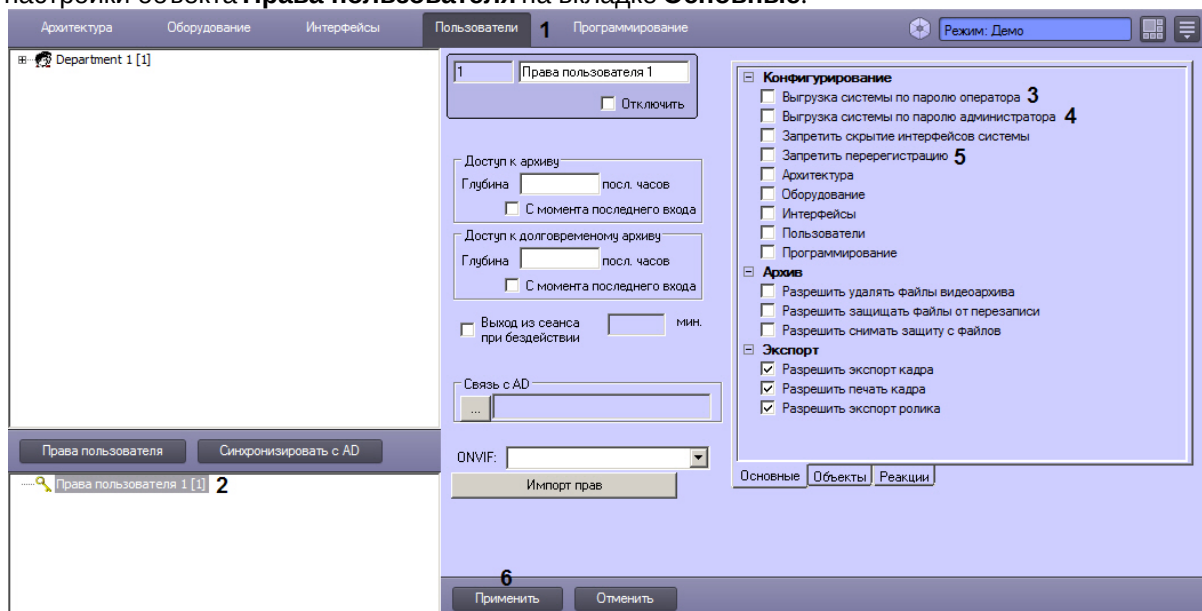 настройки объекта Права пользователя на вкладке Основные.
Архитектура Оборудование Интерфейсы Пользователи 1 Программирование Режим: Демо
Department 1 [1]
1 Права пользователя 1
Отключить
Доступ к архиву
Глубина посл. часов
С момента последнего входа
Доступ к долговременому архиву
Глубина посл. часов
С момента последнего входа
Выход из сеанса при бездействии мин.
Связь с AD
...
ONVIF:
Импорт прав
Конфигурирование
Выгрузка системы по паролю оператора 3
Выгрузка системы по паролю администратора 4
Запретить скрытие интерфейсов системы
Запретить перерегистрацию 5
Архитектура
Оборудование
Интерфейсы
Пользователи
Программирование
Архив
Разрешить удалять файлы видеоархива
Разрешить защищать файлы от перезаписи
Разрешить снимать защиту с файлов
Экспорт
Разрешить экспорт кадра
Разрешить печать кадра
Разрешить экспорт ролика
Основные Объекты Реакции
Права пользователя Синхронизировать с AD
Права пользователя 1 [1] 2
6
Применить Отменить